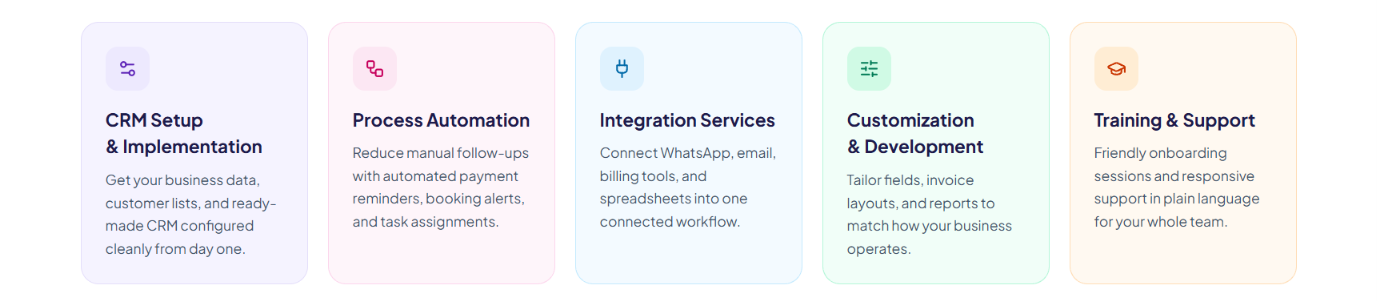 CRM Setup
& Implementation
Get your business data,
customer lists, and ready-
made CRM configured
cleanly from day one.
Process Automation
Reduce manual follow-ups
with automated payment
reminders, booking alerts,
and task assignments.
Integration Services
Connect WhatsApp, email,
billing tools, and
spreadsheets into one
connected workflow.
Customization
& Development
Tailor fields, invoice
layouts, and reports to
match how your business
operates.
Training & Support
Friendly onboarding
sessions and responsive
support in plain language
for your whole team.